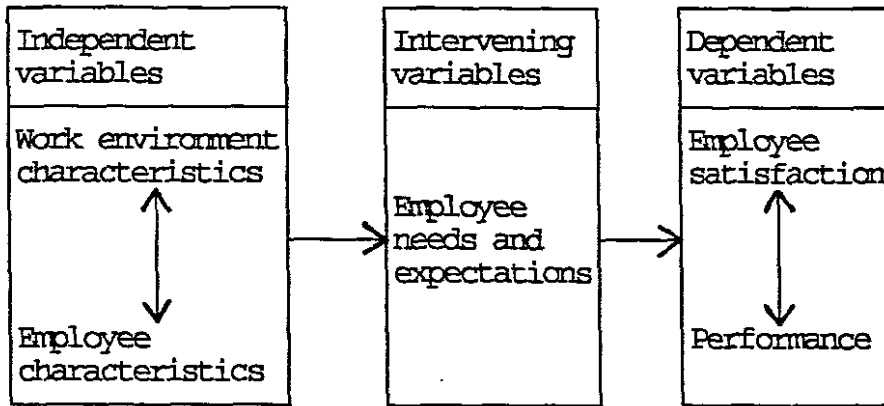 Independent
variables
Work environment
characteristics
Employee
characteristics
Intervening
variables
Employee
needs and
expectations
Dependent
variables
Employee
satisfaction
Performance